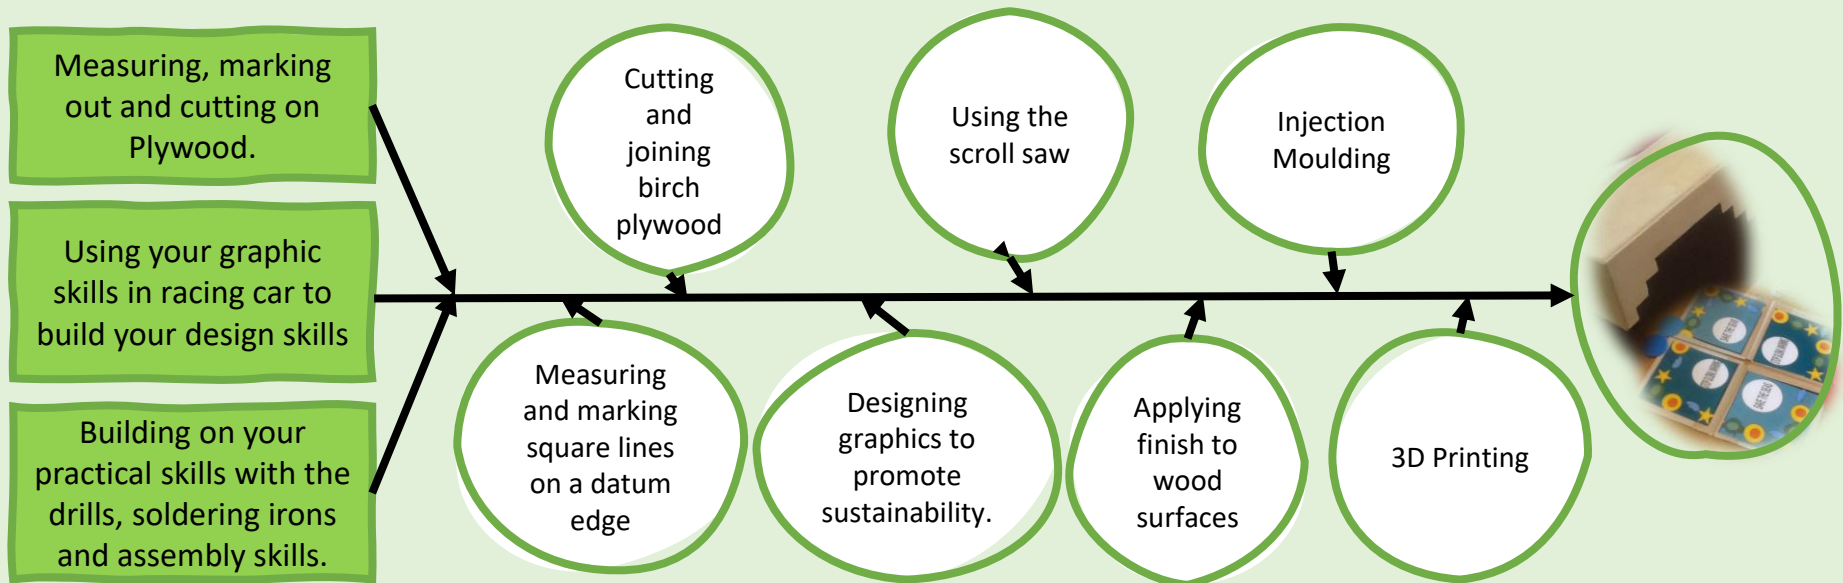 Measuring, marking
out and cutting on
Plywood.
Using your graphic
skills in racing car to
build your design skills
Building on your
practical skills with the
drills, soldering irons
and assembly skills.
Cutting
and
joining
birch
plywood
Using the
scroll saw
Injection
Moulding
Measuring
and marking
square lines
on a datum
edge
Designing
graphics to
promote
sustainability.
Applying
finish to
wood
surfaces
3D Printing